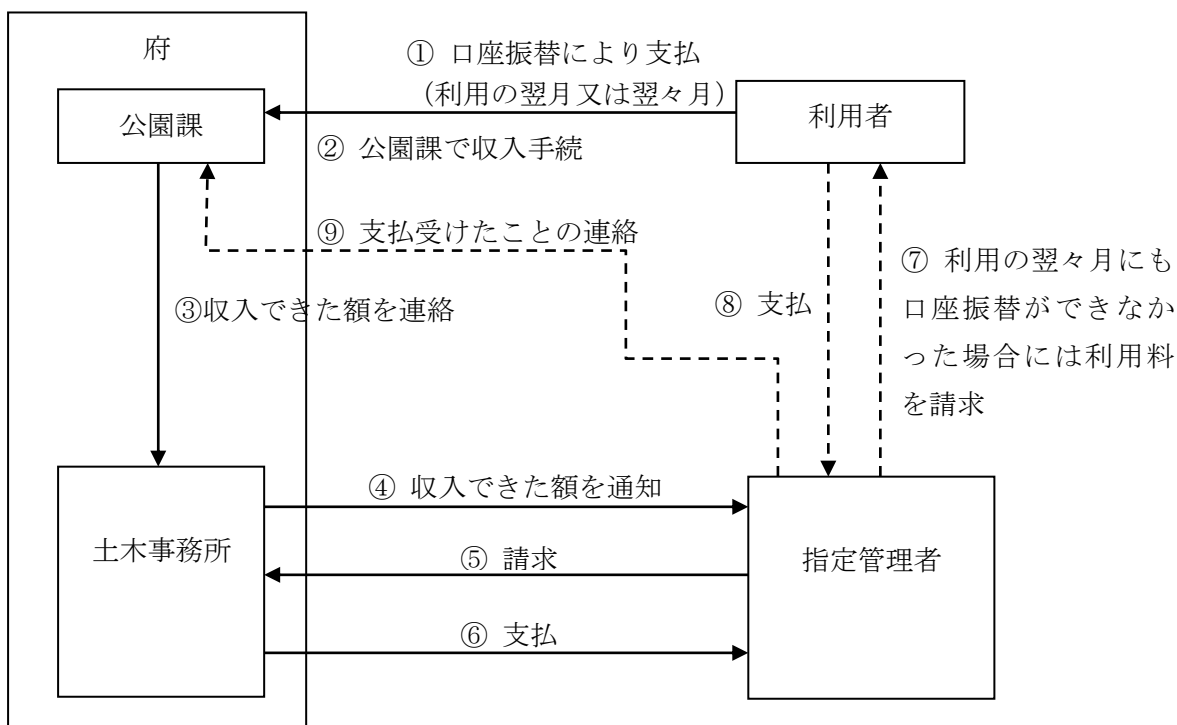 府
① 口座振替により支払
（利用の翌月又は翌々月）
公園課
利用者
② 公園課で収入手続
⑨ 支払受けたことの連絡
⑦ 利用の翌々月にも
口座振替ができなか
った場合には利用料
を請求
⑧ 支払
③収入できた額を連絡
④ 収入できた額を通知
土木事務所
指定管理者
⑤ 請求
⑥ 支払